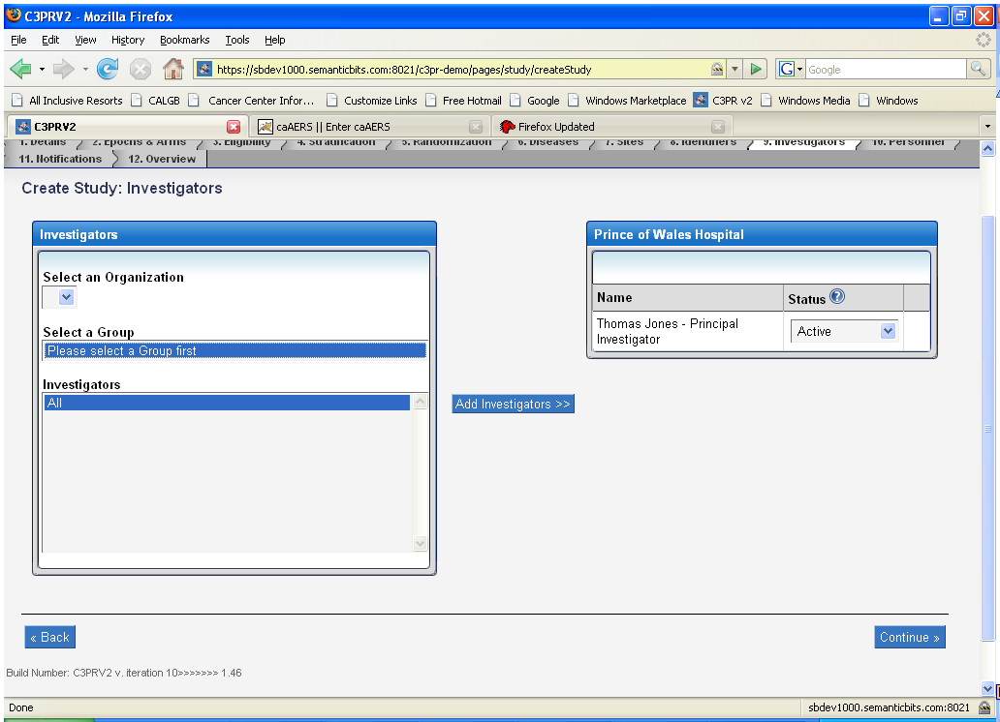 C3PRV2 - Mozilla Firefox
File Edit View History Bookmarks Tools Help
https://sbdev1000.semanticbits.com:8021/c3pr-demo/pages/study/createStudy
G Google
All Inclusive Resorts CALGB Cancer Center Infor... Customize Links Free Hotmail Google Windows Marketplace C3PR v2 Windows Media Windows
C3PRV2 caAERS || Enter caAERS Firefox Updated
1. Details 2. Epochs & Arms 3. Eligibility 4. Stratification 5. Randomization 6. Diseases 7. Sites 8. Identifiers 9. Investigators 10. Personnel
11. Notifications 12. Overview
Create Study: Investigators
Investigators
Select an Organization
Select a Group
Please select a Group first
Investigators
All
Add Investigators >>
Prince of Wales Hospital
Name Status ?
Thomas Jones - Principal
Investigator
Active
« Back
Continue »
Build Number: C3PRV2 v. iteration 10>>>>>>> 1.46
Done
sbdev1000.semanticbits.com:8021